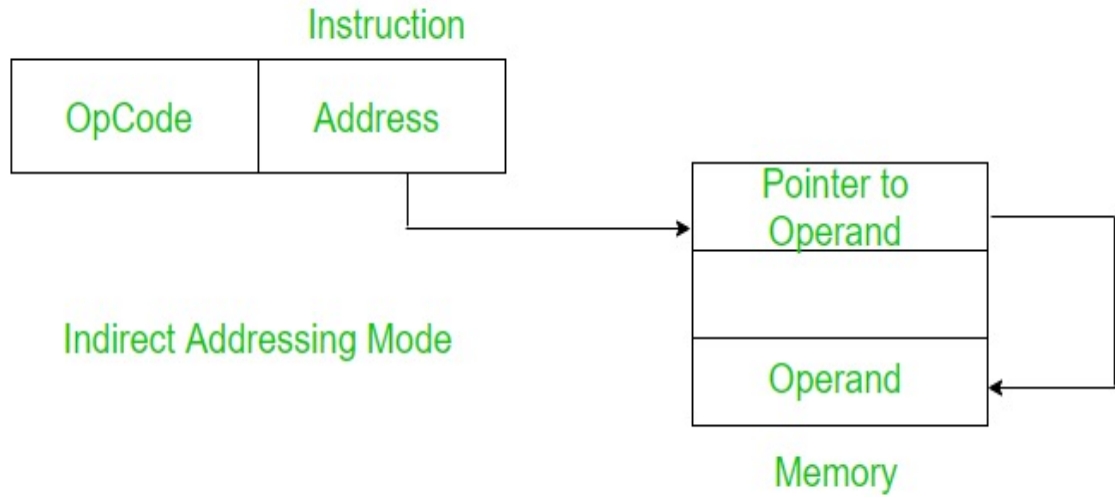 Instruction
OpCode
Address
Pointer to
Operand
Indirect Addressing Mode
Operand
Memory